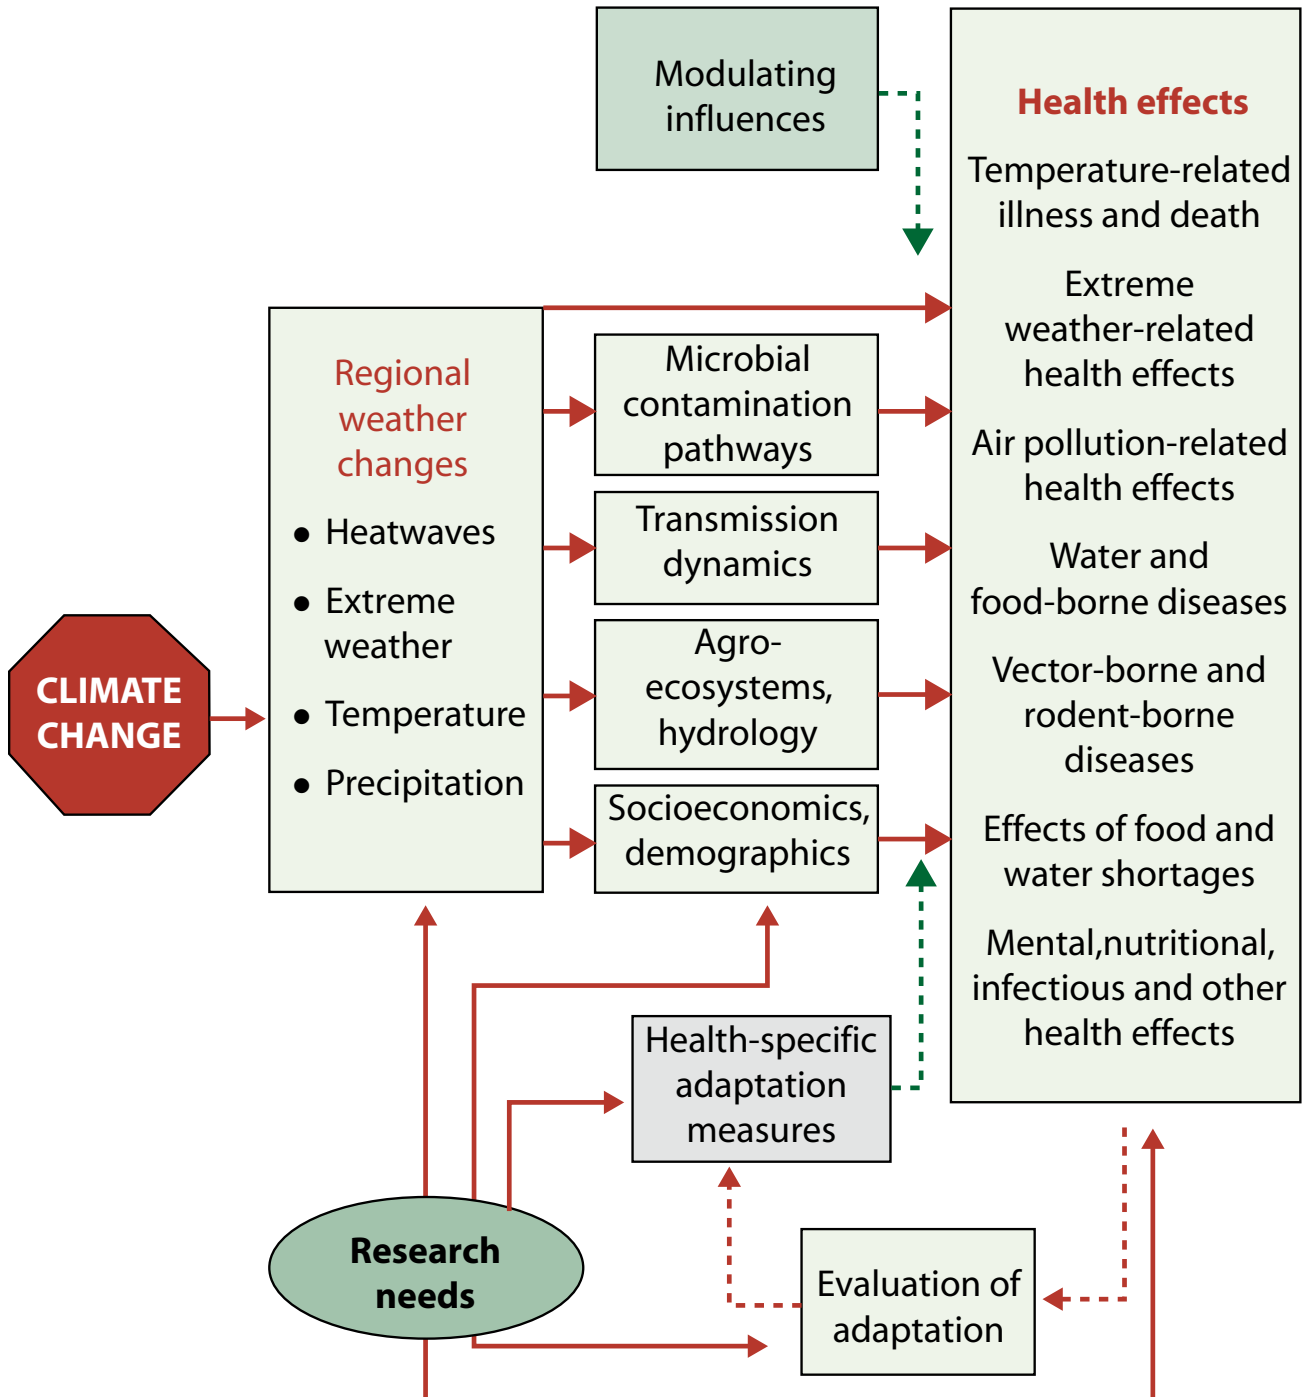 Modulating
influences
Health effects
Temperature-related
illness and death
Extreme
weather-related
health effects
Air pollution-related
health effects
Water and
food-borne diseases
Vector-borne and
rodent-borne
diseases
Effects of food and
water shortages
Mental,nutritional,
infectious and other
health effects
Regional
weather
changes
● Heatwaves
● Extreme
weather
● Temperature
● Precipitation
Microbial
contamination
pathways
Transmission
dynamics
Agro-
ecosystems,
hydrology
Socioeconomics,
demographics
CLIMATE
CHANGE
Health-specific
adaptation
measures
Research
needs
Evaluation of
adaptation